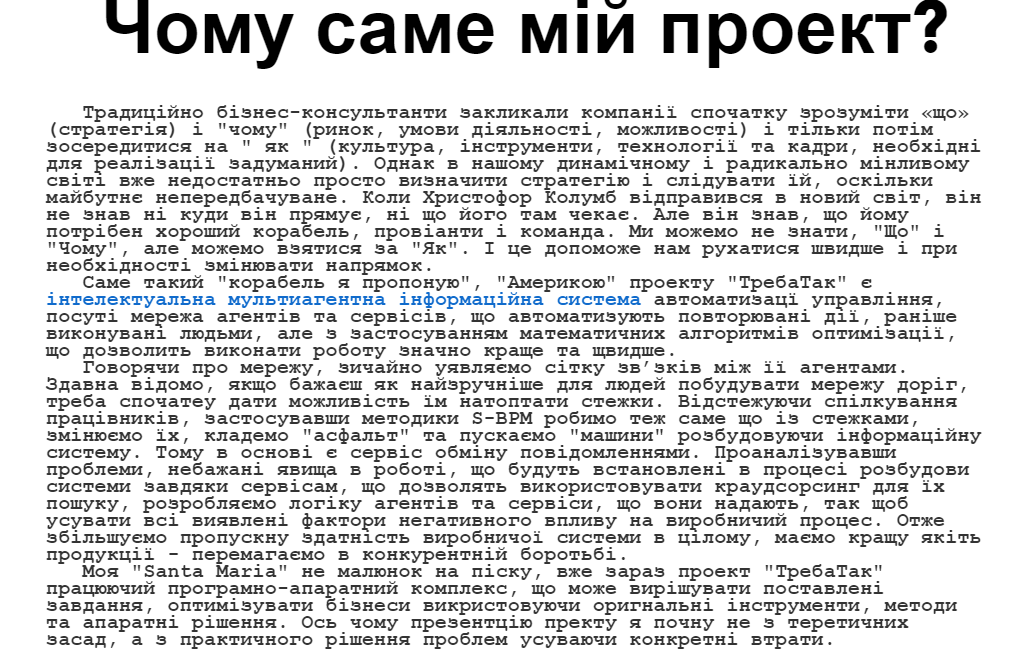 Чому саме мій проект?
Традиційно бізнес-консультанти закликали компанії спочатку зрозуміти «що»
(стратегія) і "чому" (ринок, умови діяльності, можливості) і тільки потім
зосередитися на " як " (культура, інструменти, технології та кадри, необхідні
для реалізації задуманий). Однак в нашому динамічному і радикально мінливому
світі вже недостатньо просто визначити стратегію і слідувати їй, оскільки
майбутнє непередбачуване. Коли Христофор Колумб відправився в новий світ, він
не знав ні куди він прямує, ні що його там чекає. Але він знав, що йому
потрібен хороший корабель, провіанти і команда. Ми можемо не знати, "Що" і
"Чому", але можемо взятися за "Як". І це допоможе нам рухатися швидше і при
необхідності змінювати напрямок.
Саме такий "корабель я пропоную", "Америкою" проекту "ТребаТак" є
інтелектуальна мультиагентна інформаційна система автоматизацї управління,
посуті мережа агентів та сервісів, що автоматизують повторювані дії, раніше
виконувані людьми, але з застосуванням математичних алгоритмів оптимізації,
що дозволить виконати роботу значно краще та щвидше.
Говорячи про мережу, зичайно уявляємо сітку зв’зків між її агентами.
Здавна відомо, якщо бажаєш як найзручніше для людей побудувати мережу доріг,
треба спочатеу дати можливість їм натоптати стежки. Відстежуючи спілкування
працівників, застосувавши методики S-BPM робимо теж саме що із стежками,
змінюємо їх, кладемо "асфальт" та пускаємо "машини" розбудовуючи інформаційну
систему. Тому в основі є сервіс обміну повідомленнями. Проаналізувавши
проблеми, небажані явища в роботі, що будуть встановлені в процесі розбудови
системи завдяки сервісам, що дозволять використовувати краудсорсинг для їх
пошуку, розробляємо логіку агентів та сервіси, що вони надають, так щоб
усувати всі виявлені фактори негативного впливу на виробничий процес. Отже
збільшуємо пропускну здатність виробничої системи в цілому, маємо кращу якіть
продукції - перемагаємо в конкурентній боротьбі.
Моя "Santa Maria" не малюнок на піску, вже зараз проект "ТребаТак"
працюючий програмно-апаратний комплекс, що може вирішувати поставлені
завдання, оптимізувати бізнеси викристовуючи оригнальні інструменти, методи
та апаратні рішення. Ось чому презентцію пректу я почну не з теретичних
засад, а з практичного рішення проблем усуваючи конкретні втрати.